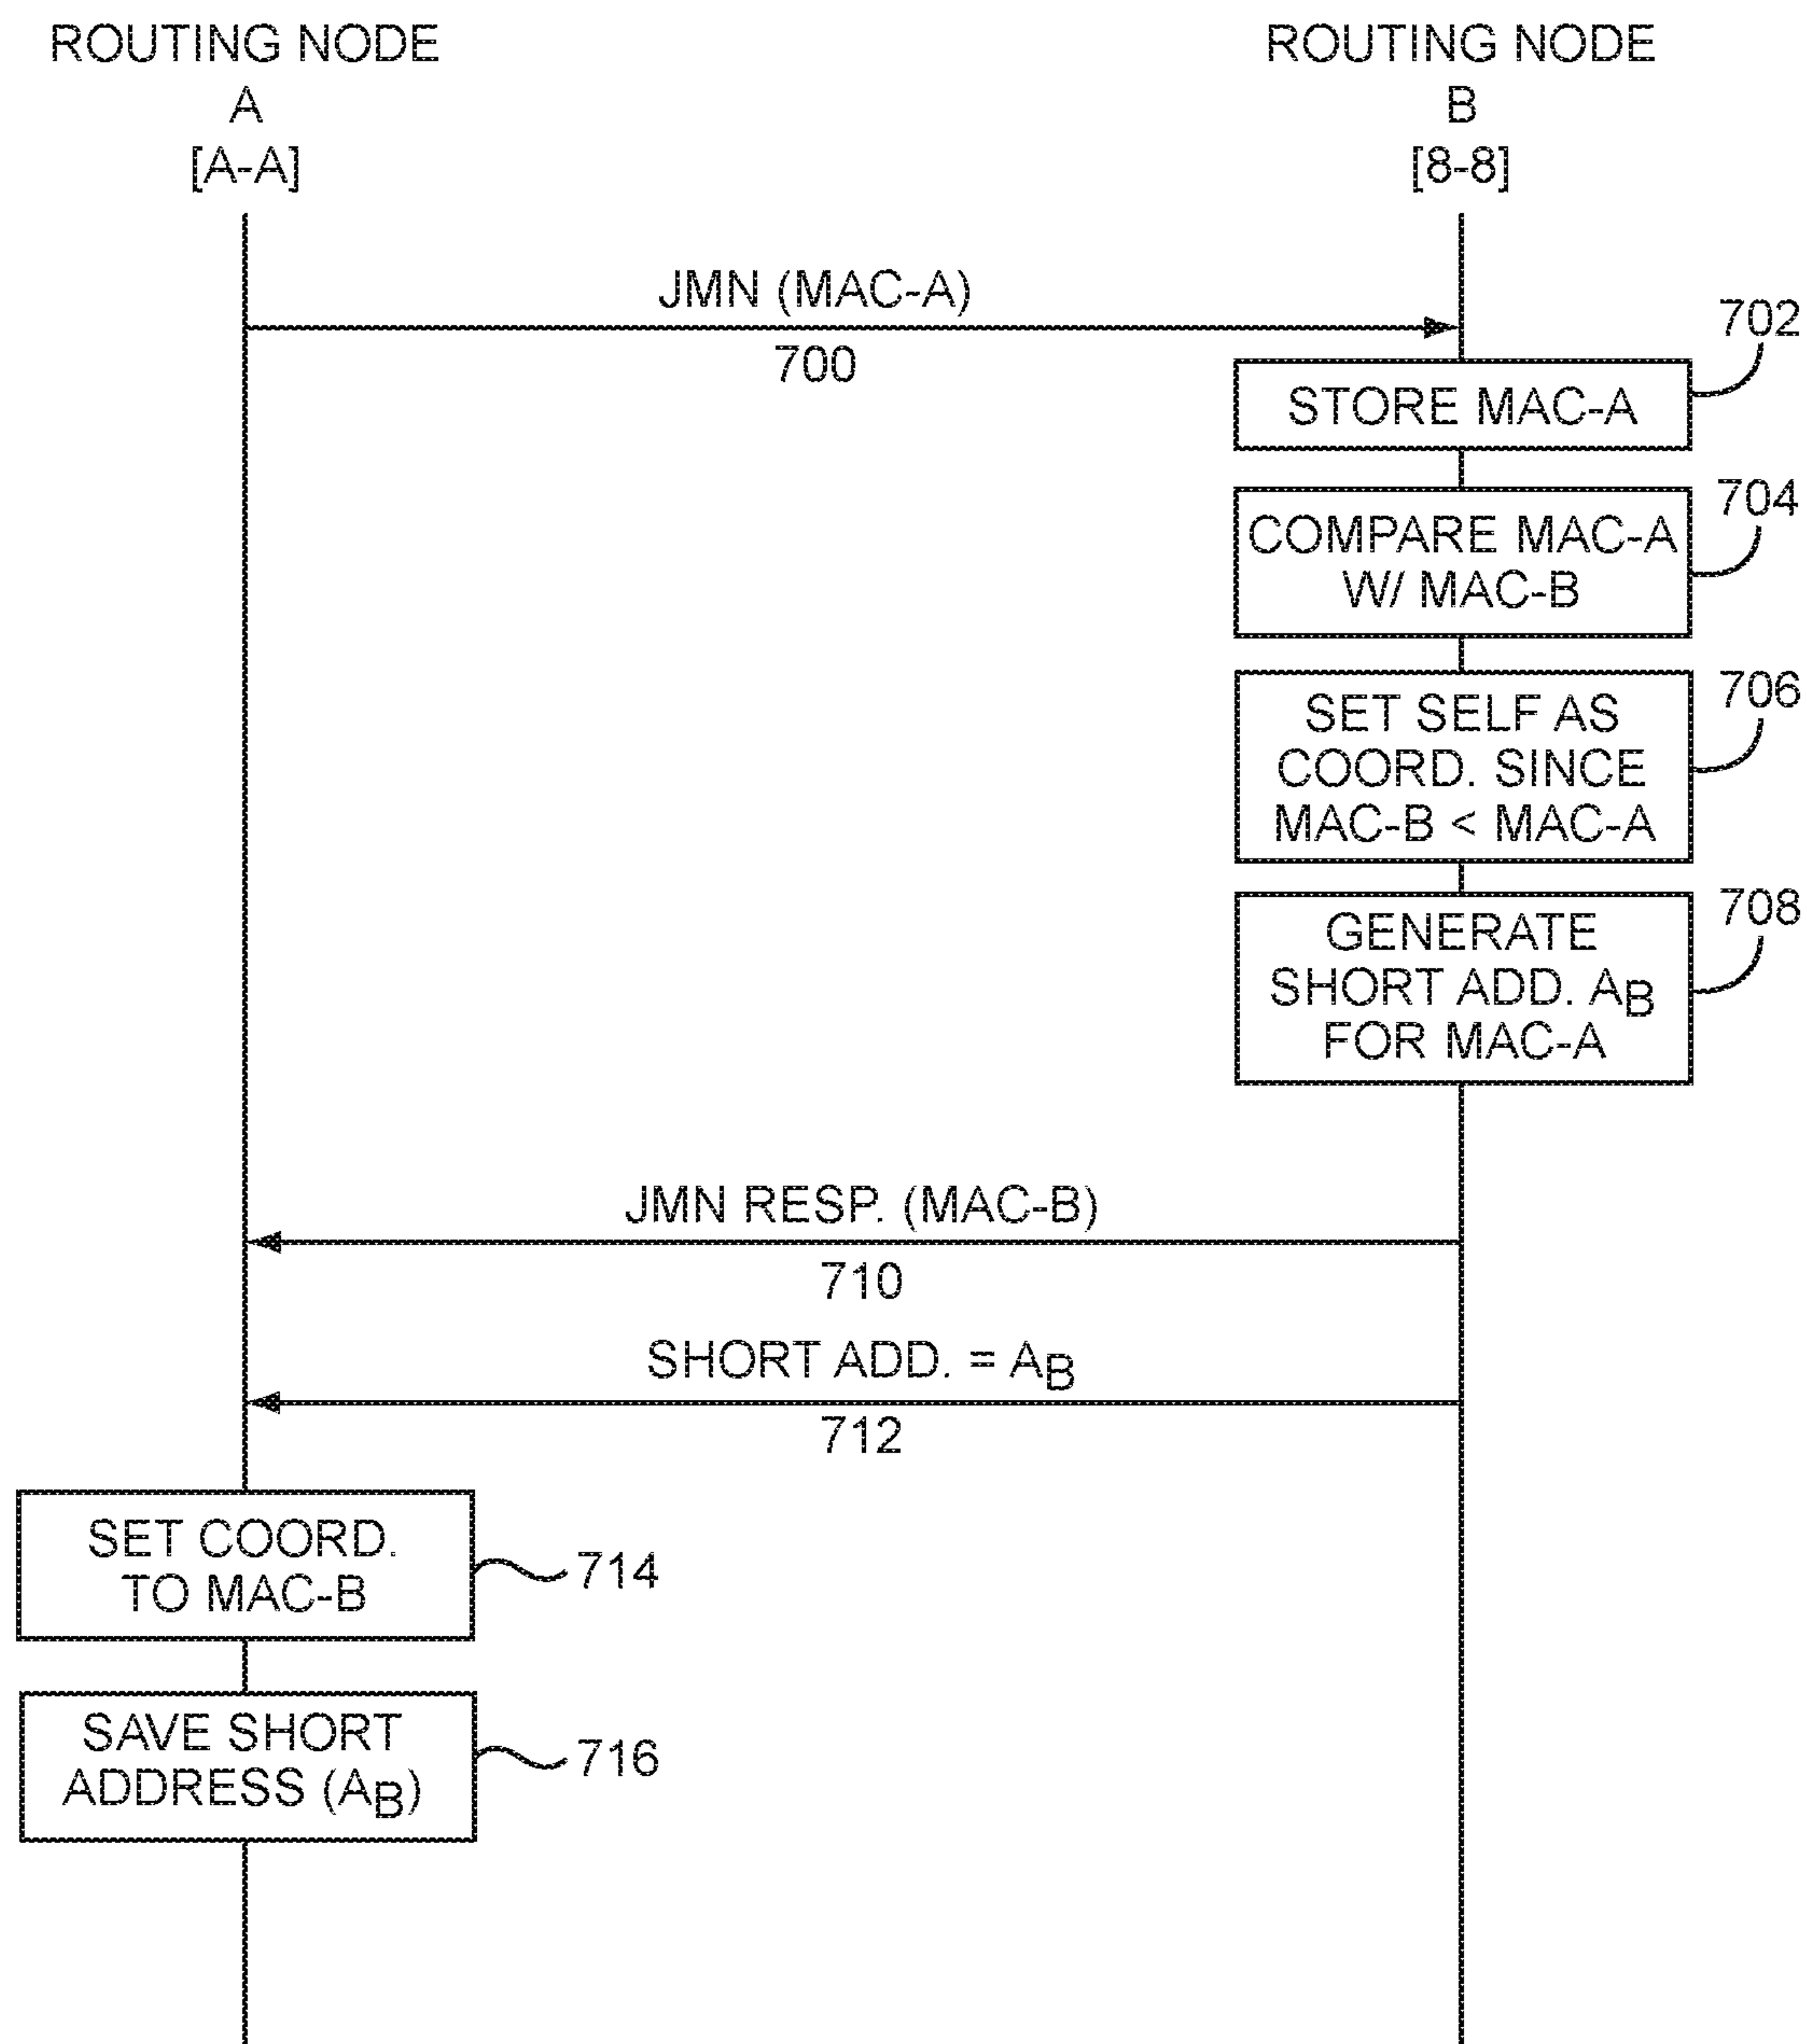 ROUTING NODE
A
[A-A]
ROUTING NODE
B
[8-8]
JMN (MAC-A)
700
702
STORE MAC-A
704
COMPARE MAC-A
W/ MAC-B
706
SET SELF AS
COORD. SINCE
MAC-B < MAC-A
708
GENERATE
SHORT ADD. AB
FOR MAC-A
JMN RESP. (MAC-B)
710
SHORT ADD. = AB
712
SET COORD.
TO MAC-B
714
SAVE SHORT
ADDRESS (AB)
716